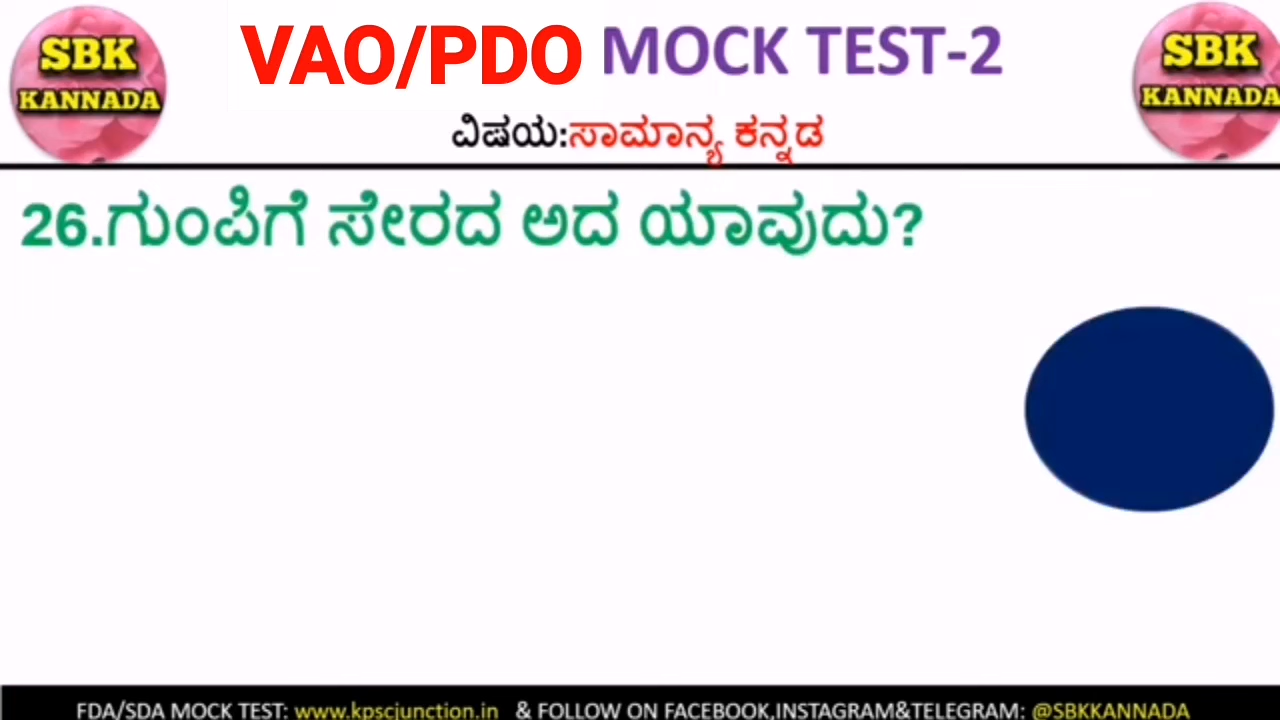 SBK
KANNADA
VAO/PDO MOCK TEST-2
SBK
KANNADA
ವಿಷಯ:ಸಾಮಾನ್ಯ ಕನ್ನಡ
26.ಗುಂಪಿಗೆ ಸೇರದ ಅದ ಯಾವುದು?
FDA/SDA MOCK TEST: www.kpscjunction.in & FOLLOW ON FACEBOOK,INSTAGRAM&TELEGRAM: @SBKKANNADA